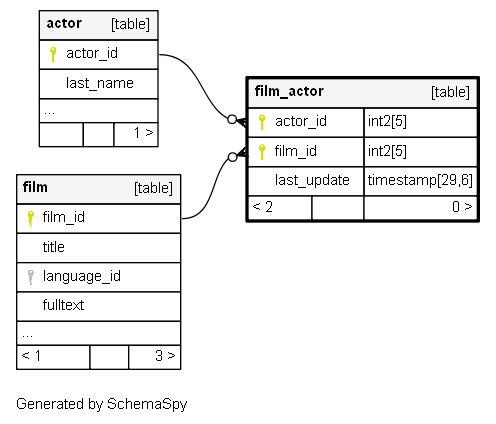 actor [table]
actor_id
last_name
...
1 >
film_actor [table]
actor_id int2[5]
film_id int2[5]
last_update timestamp[29,6]
< 2 0 >
film [table]
film_id
title
language_id
fulltext
...
< 1 3 >
Generated by SchemaSpy